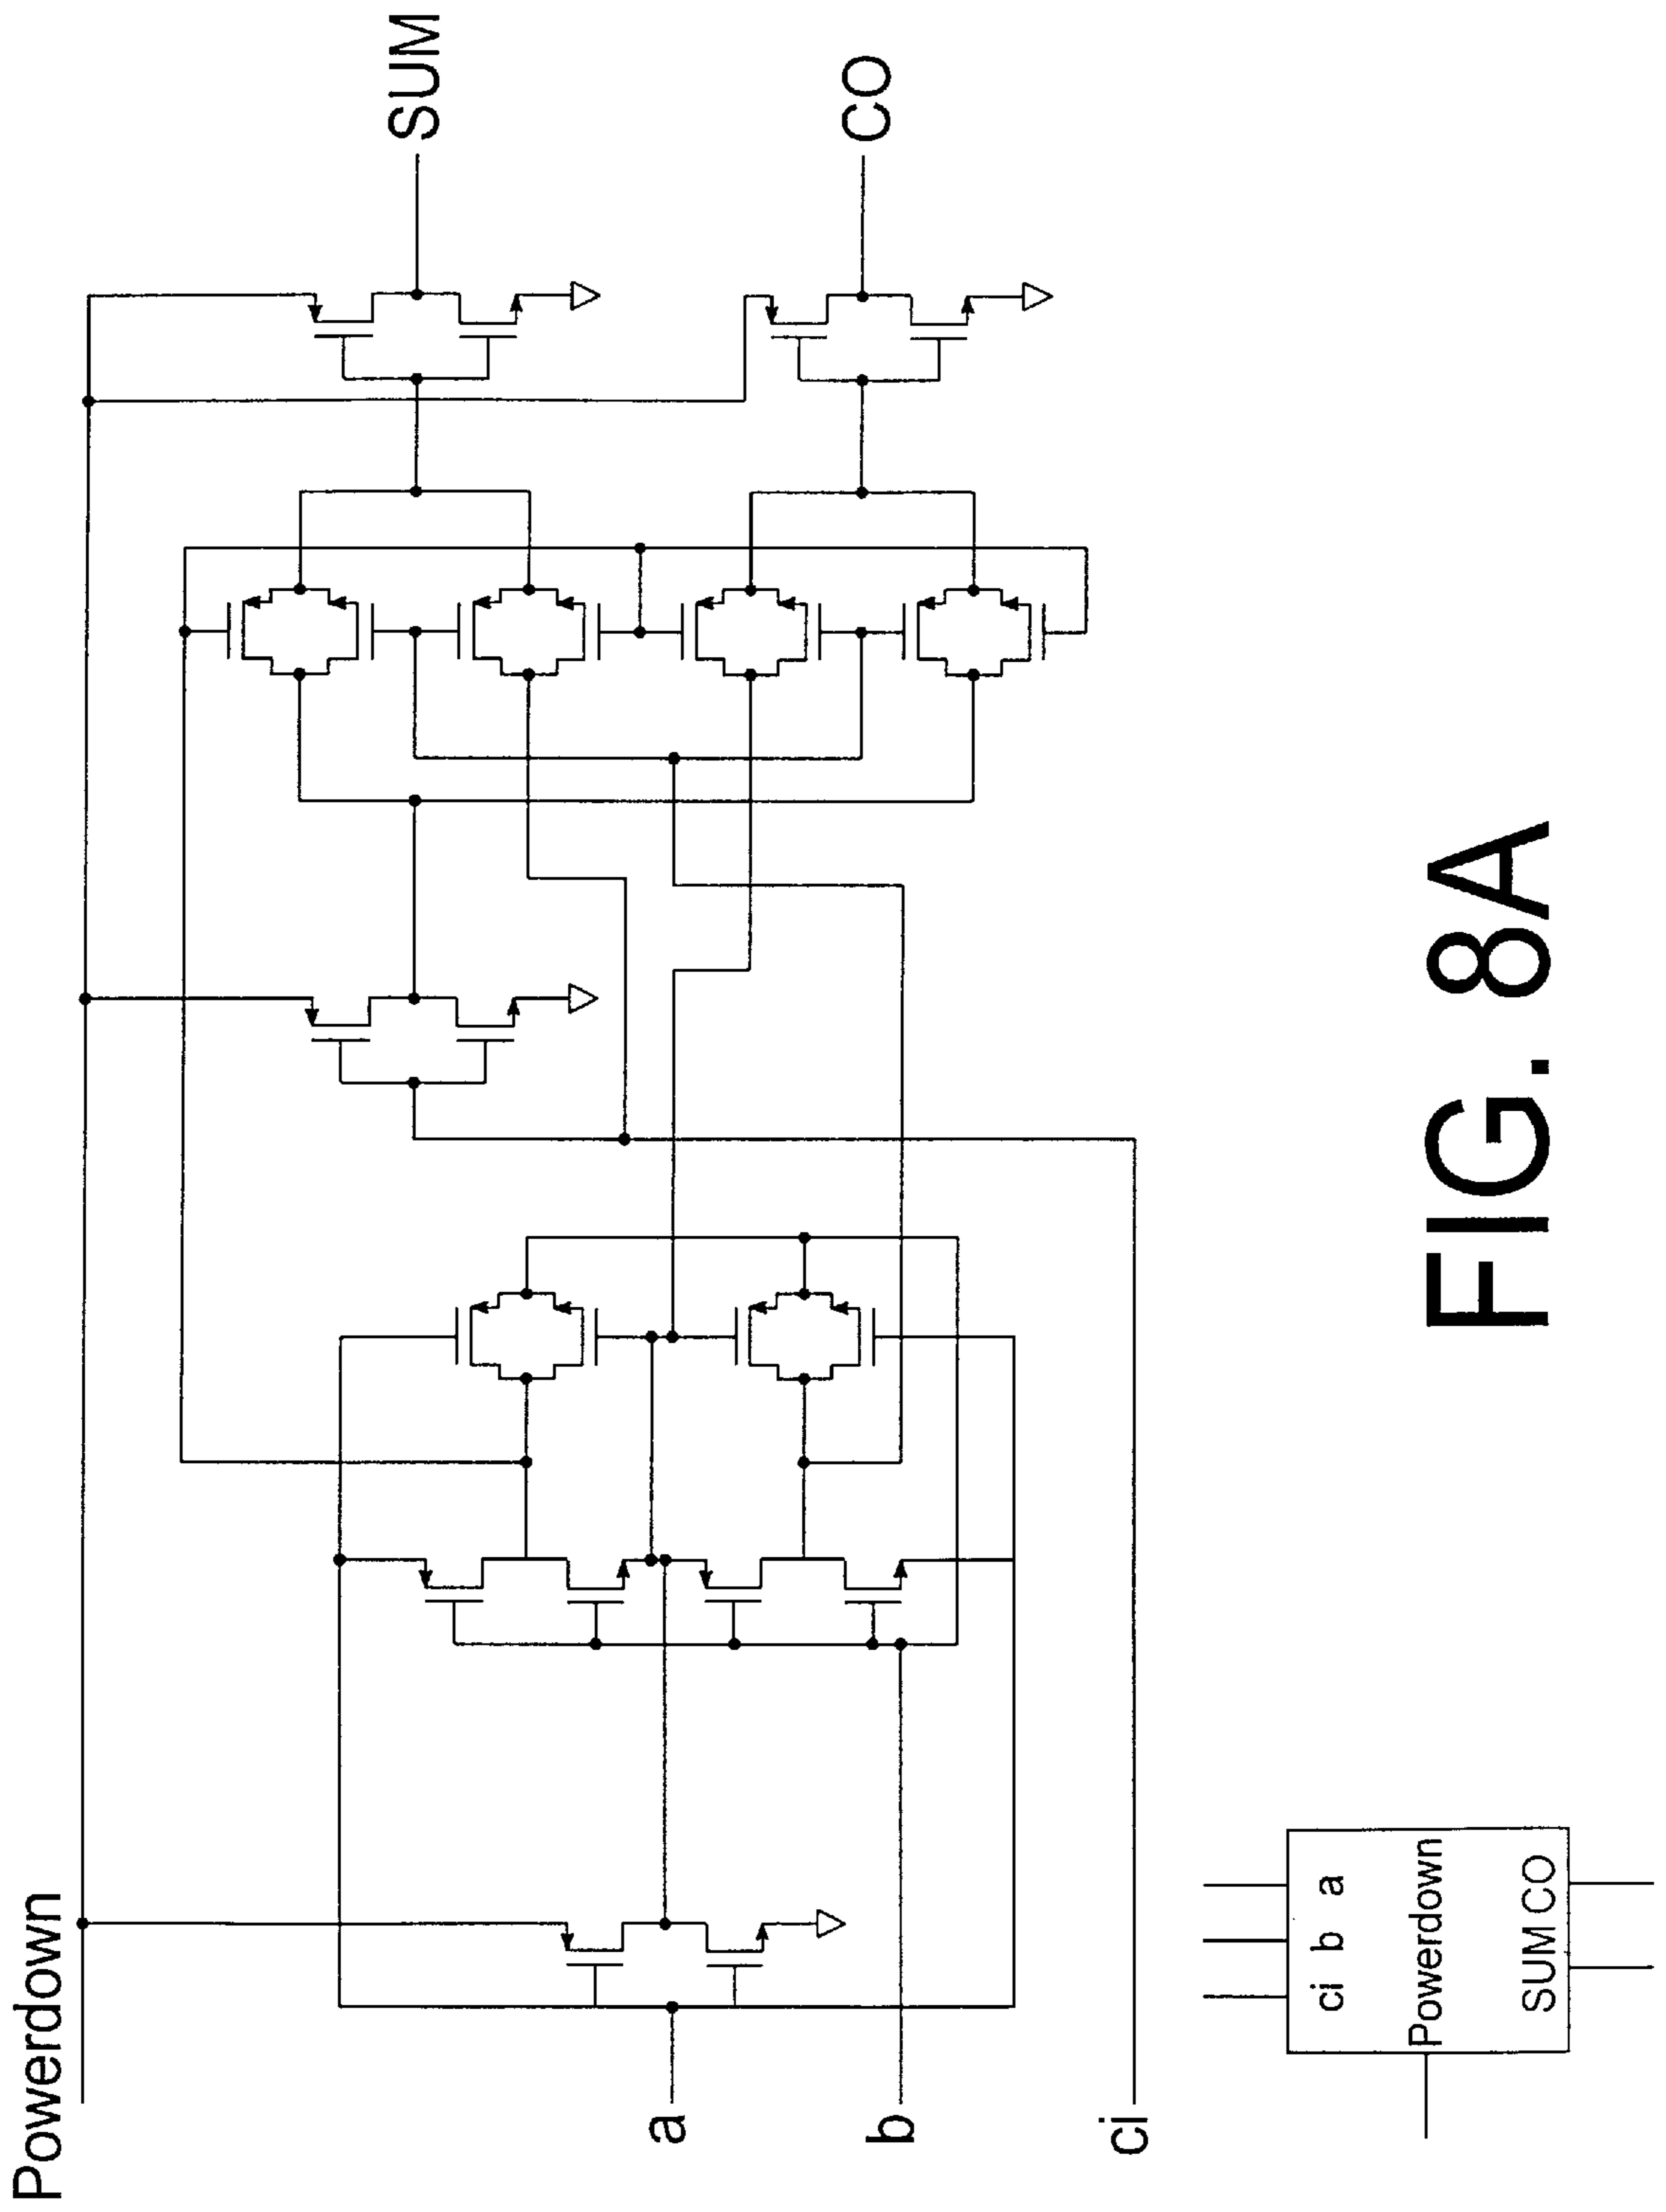 Powerdown
SUM
CO
a
b
ci
ci b a
Powerdown
SUM CO
FIG. 8A